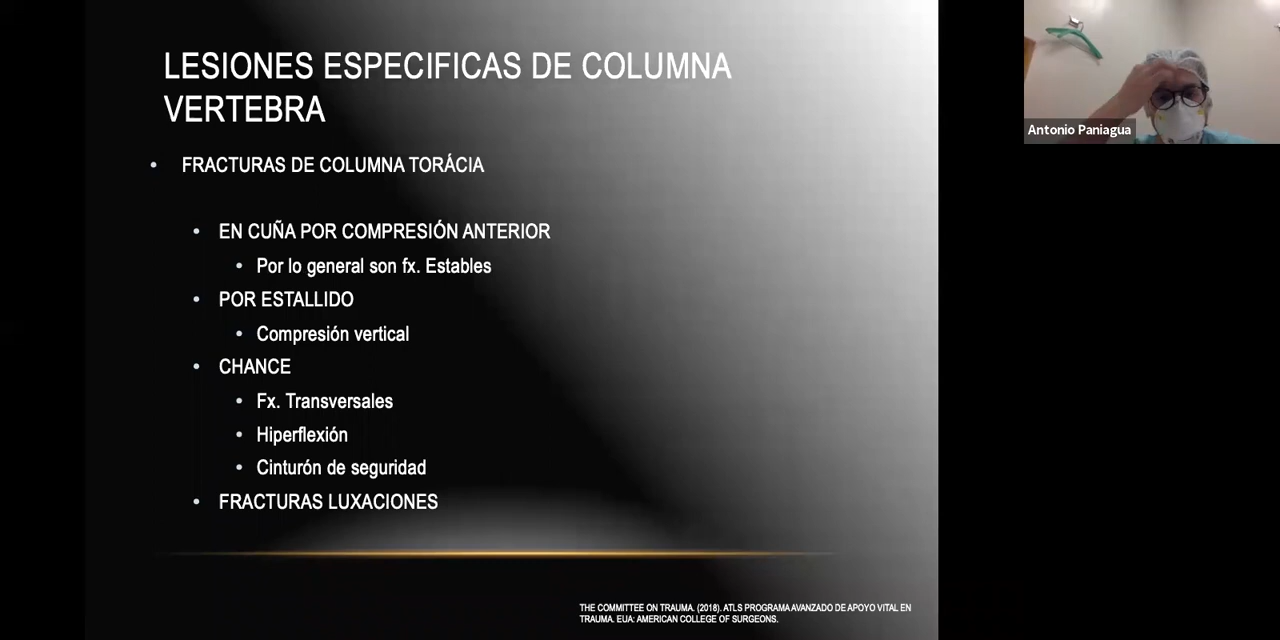 LESIONES ESPECIFICAS DE COLUMNA
VERTEBRA
• FRACTURAS DE COLUMNA TORÁCIA
• EN CUÑA POR COMPRESIÓN ANTERIOR
• Por lo general son fx. Estables
• POR ESTALLIDO
• Compresión vertical
• CHANCE
• Fx. Transversales
• Hiperflexión
• Cinturón de seguridad
• FRACTURAS LUXACIONES
THE COMMITTEE ON TRAUMA. (2018). ATLS PROGRAMA AVANZADO DE APOYO VITAL EN
TRAUMA. EUA: AMERICAN COLLEGE OF SURGEONS.
Antonio Paniagua